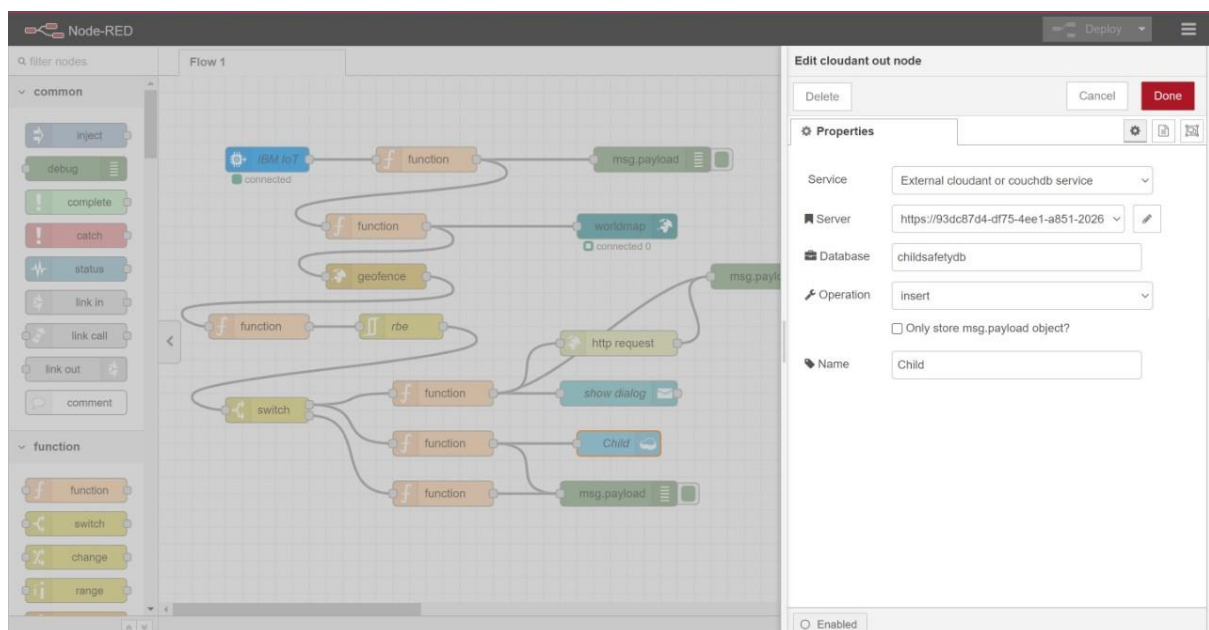 Node-RED
Deploy
filter nodes
Flow 1
common
inject
debug
complete
catch
status
link in
link call
link out
comment
function
function
switch
change
range
IBM IoT
connected
function
msg.payload
function
worldmap
connected 0
geofence
msg.paylo
function
rbe
http request
switch
function
show dialog
function
Child
function
msg.payload
Edit cloudant out node
Delete
Cancel
Done
Properties
Service
External cloudant or couchdb service
Server
https://93dc87d4-df75-4ee1-a851-2026
Database
childsafetydb
Operation
insert
Only store msg.payload object?
Name
Child
Enabled